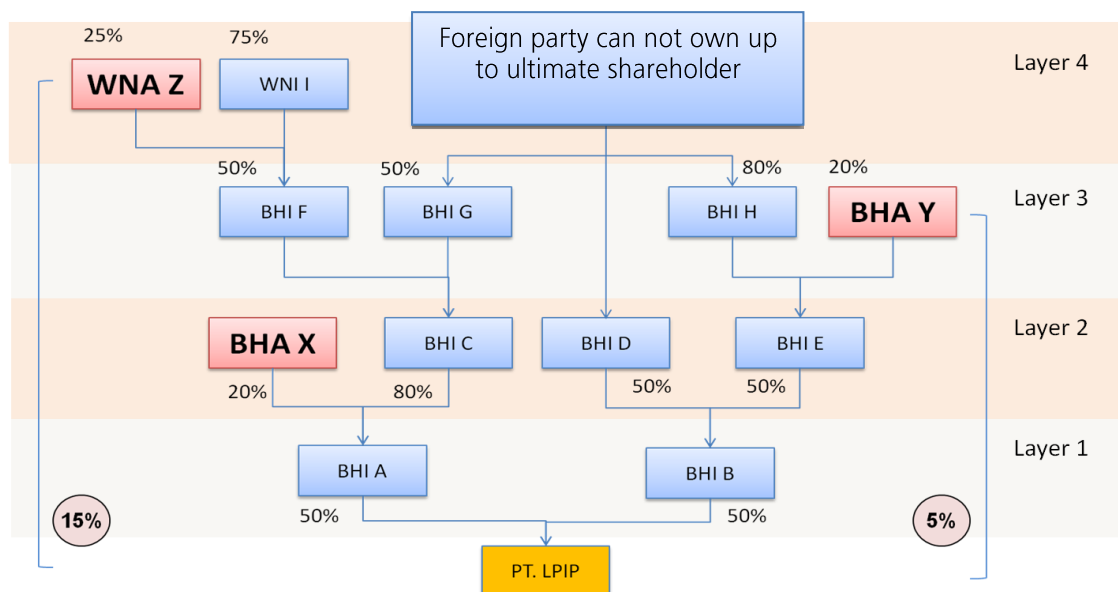 25%
75%
Foreign party can not own up
to ultimate shareholder
Layer 4
WNA Z
WNI I
50%
50%
80%
20%
Layer 3
BHI F
BHI G
BHI H
BHA Y
Layer 2
BHA X
BHI C
BHI D
BHI E
20%
80%
50%
50%
Layer 1
BHI A
BHI B
50%
50%
15%
5%
PT. LPIP